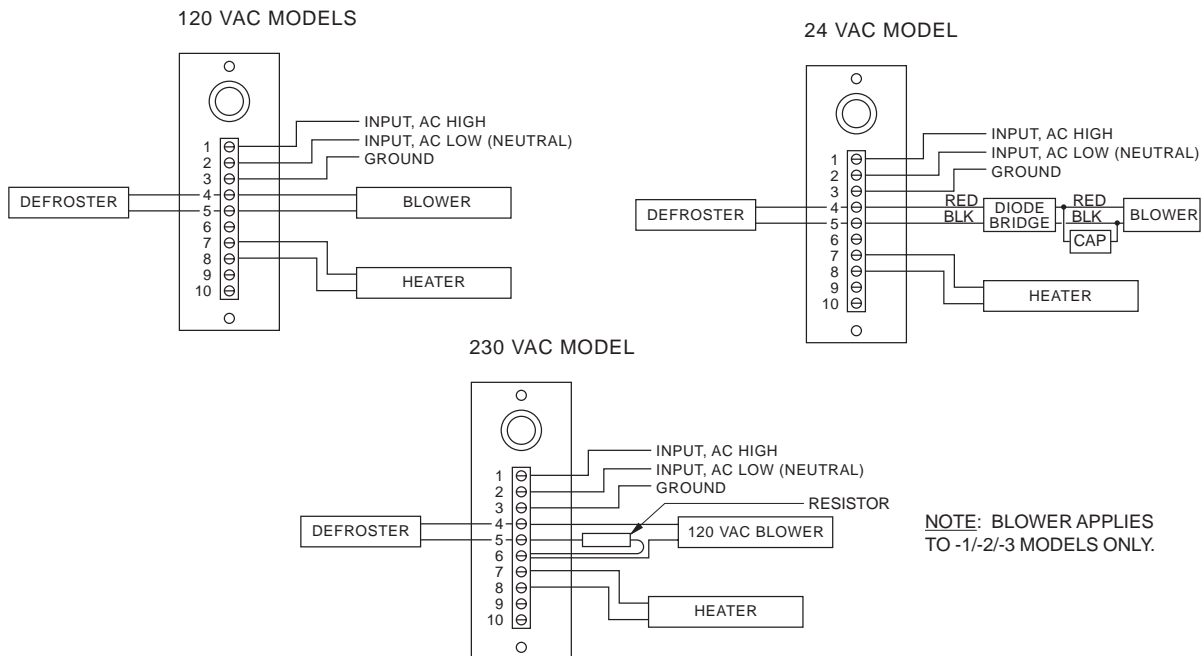 120 VAC MODELS
INPUT, AC HIGH
INPUT, AC LOW (NEUTRAL)
GROUND
1
2
3
4
5
6
7
8
9
10
DEFROSTER
BLOWER
HEATER
24 VAC MODEL
INPUT, AC HIGH
INPUT, AC LOW (NEUTRAL)
GROUND
1
2
3
4
5
6
7
8
9
10
DEFROSTER
RED
BLK
DIODE
BRIDGE
RED
BLK
CAP
BLOWER
HEATER
230 VAC MODEL
INPUT, AC HIGH
INPUT, AC LOW (NEUTRAL)
GROUND
RESISTOR
1
2
3
4
5
6
7
8
9
10
DEFROSTER
120 VAC BLOWER
HEATER
NOTE: BLOWER APPLIES
TO -1/-2/-3 MODELS ONLY.